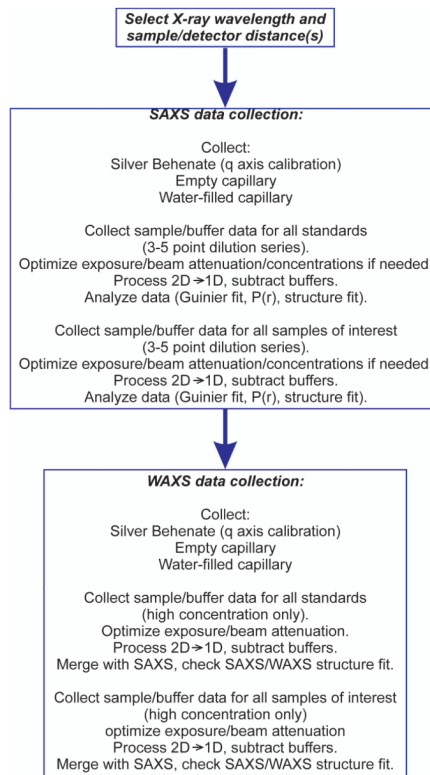 Select X-ray wavelength and
sample/detector distance(s)
SAXS data collection:
Collect:
Silver Behenate (q axis calibration)
Empty capillary
Water-filled capillary
Collect sample/buffer data for all standards
(3-5 point dilution series).
Optimize exposure/beam attenuation/concentrations if needed
Process 2D→1D, subtract buffers.
Analyze data (Guinier fit, P(r), structure fit).
Collect sample/buffer data for all samples of interest
(3-5 point dilution series).
Optimize exposure/beam attenuation/concentrations if needed
Process 2D→1D, subtract buffers.
Analyze data (Guinier fit, P(r), structure fit).
WAXS data collection:
Collect:
Silver Behenate (q axis calibration)
Empty capillary
Water-filled capillary
Collect sample/buffer data for all standards
(high concentration only).
Optimize exposure/beam attenuation.
Process 2D→1D, subtract buffers.
Merge with SAXS, check SAXS/WAXS structure fit.
Collect sample/buffer data for all samples of interest
(high concentration only)
optimize exposure/beam attenuation
Process 2D→1D, subtract buffers.
Merge with SAXS, check SAXS/WAXS structure fit.